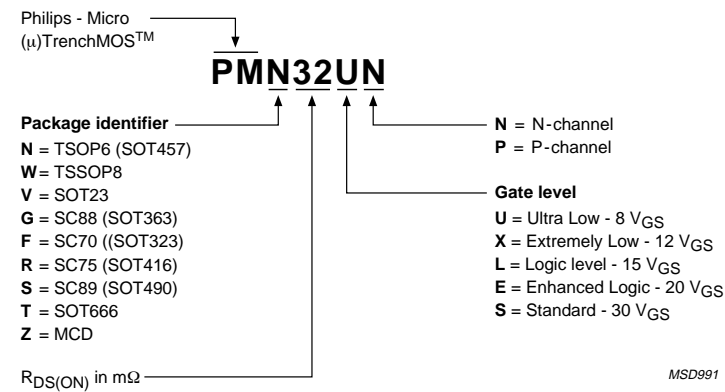 Philips - Micro
(μ)TrenchMOS™
PMN32UN
Package identifier
N = TSOP6 (SOT457)
W = TSSOP8
V = SOT23
G = SC88 (SOT363)
F = SC70 ((SOT323)
R = SC75 (SOT416)
S = SC89 (SOT490)
T = SOT666
Z = MCD
RDS(ON) in mΩ
N = N-channel
P = P-channel
Gate level
U = Ultra Low - 8 VGS
X = Extremely Low - 12 VGS
L = Logic level - 15 VGS
E = Enhanced Logic - 20 VGS
S = Standard - 30 VGS
MSD991